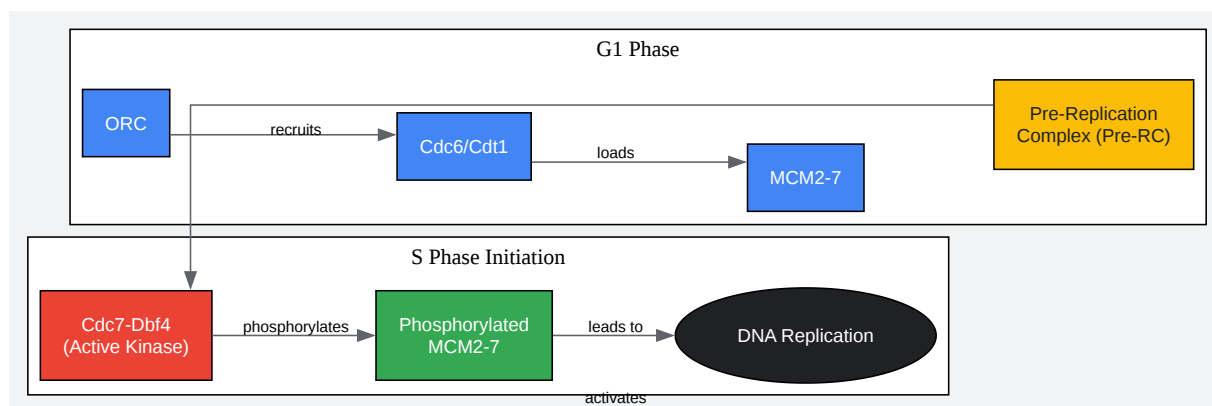 G1 Phase
ORC
recruits
Cdc6/Cdt1
loads
MCM2-7
Pre-Replication
Complex (Pre-RC)
S Phase Initiation
Cdc7-Dbf4
(Active Kinase)
phosphorylates
Phosphorylated
MCM2-7
leads to
DNA Replication
activates